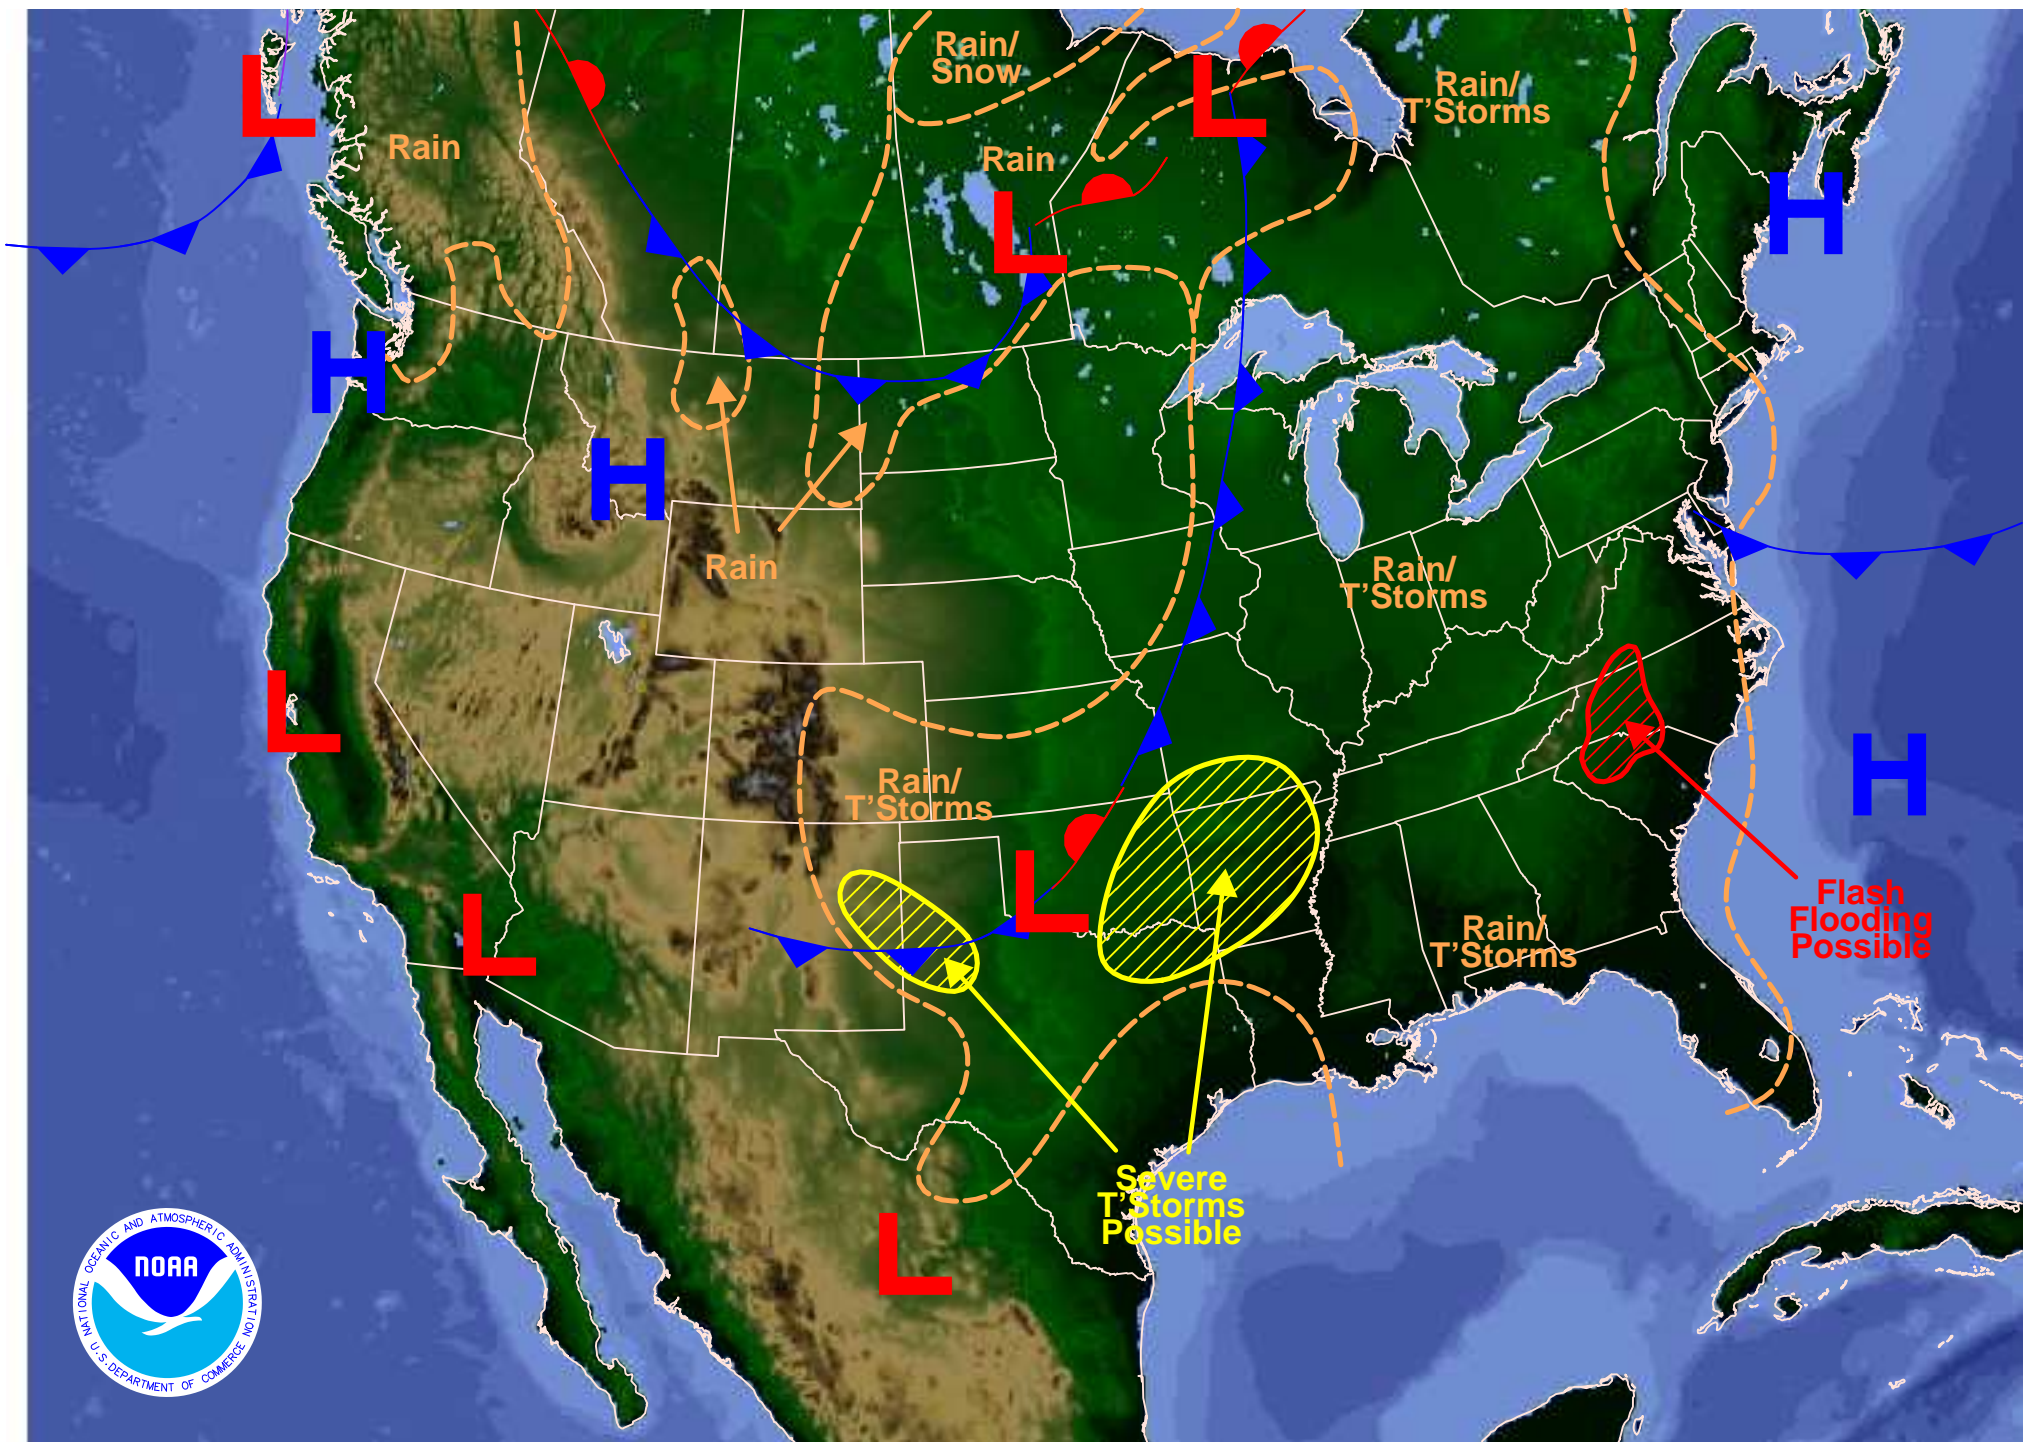 Rain/
Snow
Rain/
T'Storms
Rain
Rain
L
L
L
H
H
H
Rain
Rain/
T'Storms
L
H
Rain/
T'Storms
L
L
Flash
Flooding
Possible
Rain/
T'Storms
Severe
T'Storms
Possible
L
NATIONAL OCEANIC AND ATMOSPHERIC ADMINISTRATION
NOAA
U.S. DEPARTMENT OF COMMERCE